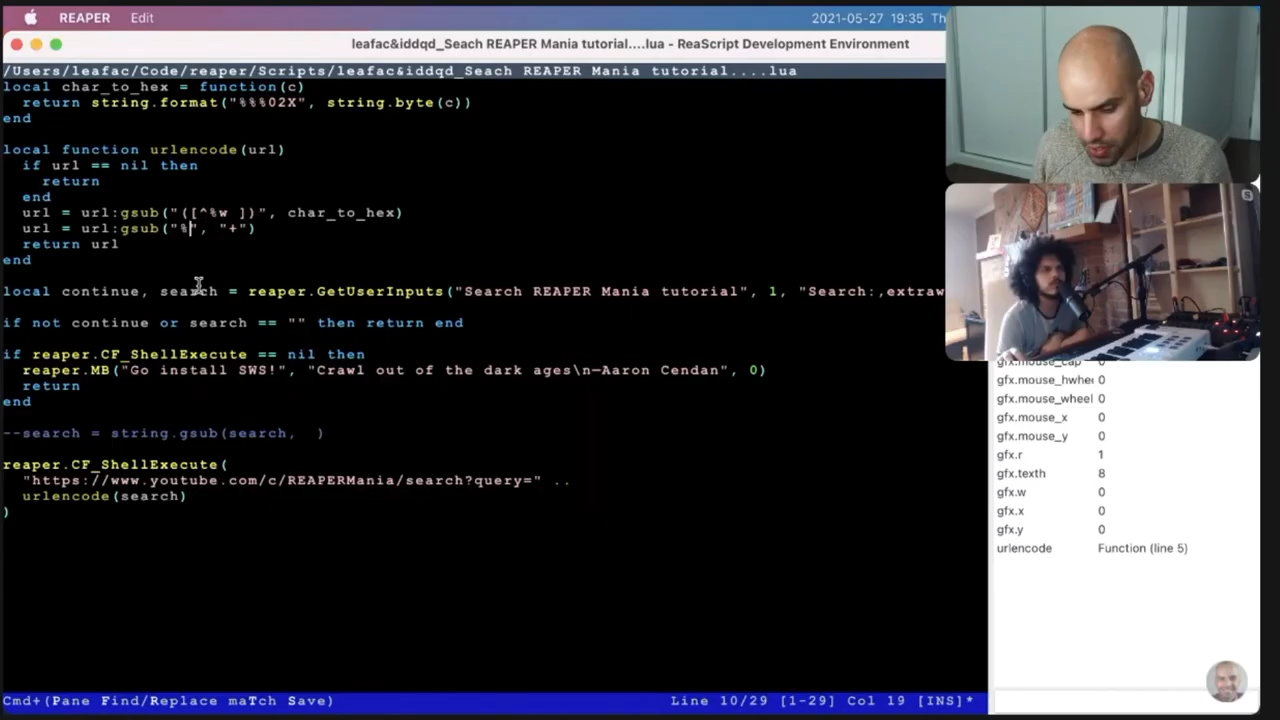 REAPER Edit 2021-05-27 19:35 Th
leafac&iddqd_Seach REAPER Mania tutorial....lua - ReaScript Development Environment
/Users/leafac/Code/reaper/Scripts/leafac&iddqd_Seach REAPER Mania tutorial....lua
local char_to_hex = function(c)
return string.format("%%%02X", string.byte(c))
end
local function urlencode(url)
if url == nil then
return
end
url = url:gsub("([^%w ])", char_to_hex)
url = url:gsub("%", "+")
return url
end
local continue, search = reaper.GetUserInputs("Search REAPER Mania tutorial", 1, "Search:,extraw
if not continue or search == "" then return end
if reaper.CF_ShellExecute == nil then
reaper.MB("Go install SWS!", "Crawl out of the dark ages\n—Aaron Cendan", 0)
return
end
--search = string.gsub(search,  )
reaper.CF_ShellExecute(
"https://www.youtube.com/c/REAPERMania/search?query=" ..
urlencode(search)
)
gfx.mouse_cap 0
gfx.mouse_hwheel 0
gfx.mouse_wheel 0
gfx.mouse_x 0
gfx.mouse_y 0
gfx.r 1
gfx.texth 8
gfx.w 0
gfx.x 0
gfx.y 0
urlencode Function (line 5)
Cmd+(Pane Find/Replace maTch Save) Line 10/29 [1-29] Col 19 [INS]*